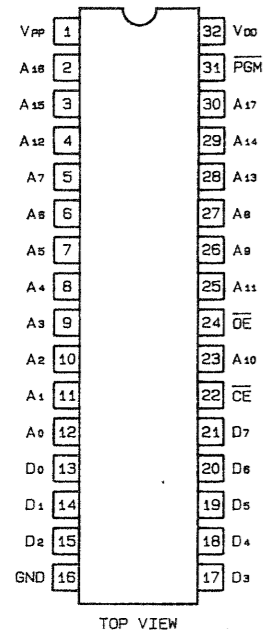 VPP 1 32 VDD
A16 2 31 PGM
A15 3 30 A17
A12 4 29 A14
A7 5 28 A13
A6 6 27 A8
A5 7 26 A9
A4 8 25 A11
A3 9 24 OE
A2 10 23 A10
A1 11 22 CE
A0 12 21 D7
D0 13 20 D6
D1 14 19 D5
D2 15 18 D4
GND 16 17 D3
TOP VIEW